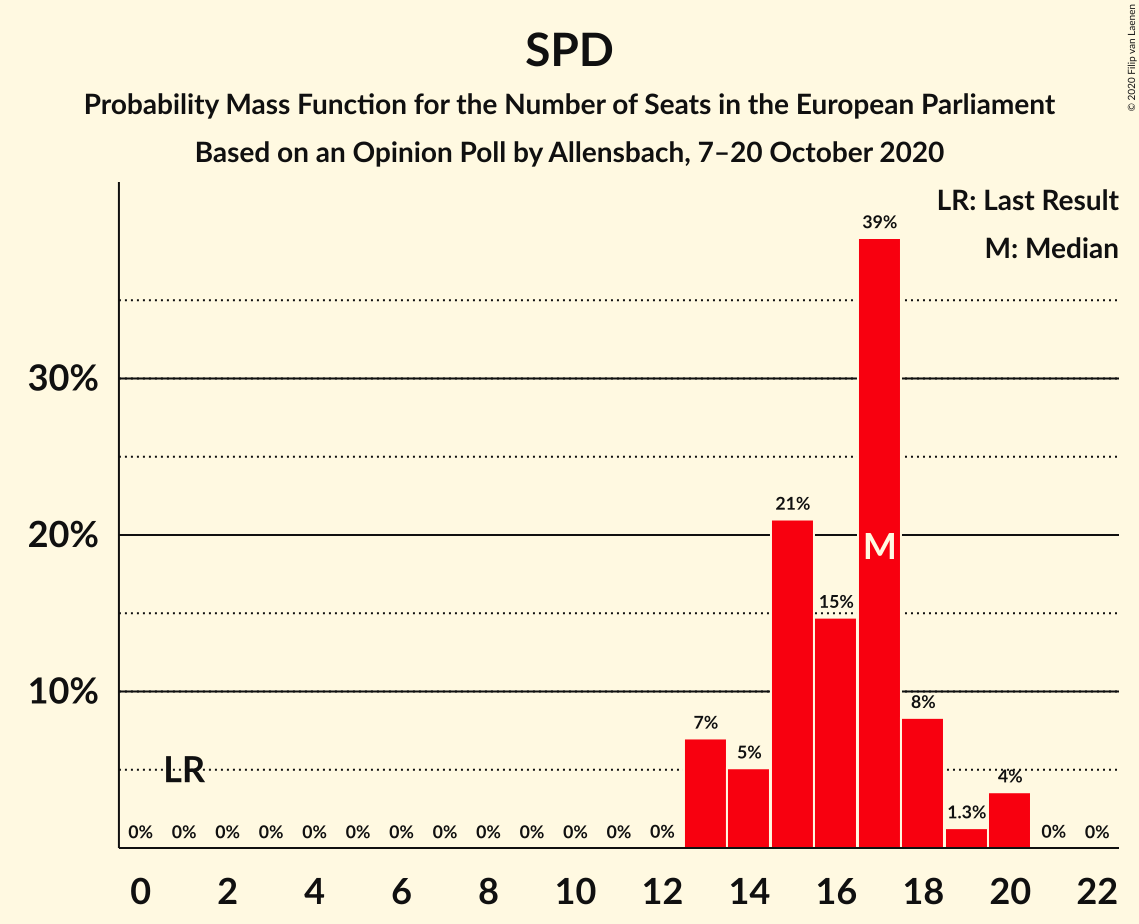 SPD
Probability Mass Function for the Number of Seats in the European Parliament
Based on an Opinion Poll by Allensbach, 7–20 October 2020
© 2020 Filip van Laenen
LR: Last Result
M: Median
39%
30%
21%
20%
M
15%
10%
8%
7%
5%
LR
4%
1.3%
0% 0% 0% 0% 0% 0% 0% 0% 0% 0% 0% 0% 0% 0% 0%
0 2 4 6 8 10 12 14 16 18 20 22